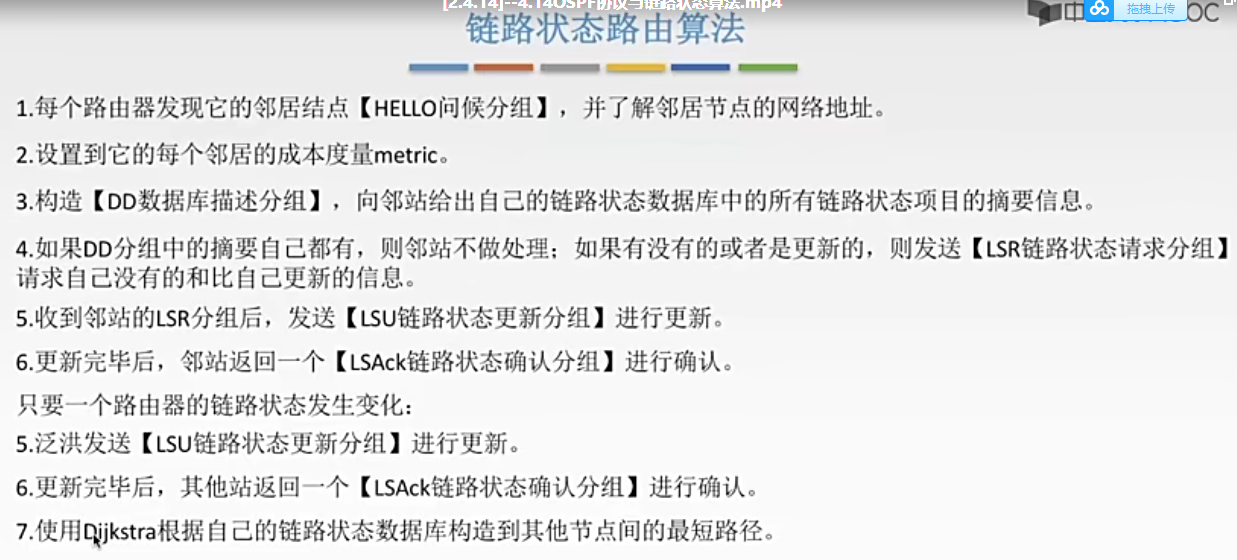 [2.4.14]--4.14OSPF协议与链路状态算法.mp4
拖拽上传
链路状态路由算法
1.每个路由器发现它的邻居结点【HELLO问候分组】，并了解邻居节点的网络地址。
2.设置到它的每个邻居的成本度量metric。
3.构造【DD数据库描述分组】，向邻站给出自己的链路状态数据库中的所有链路状态项目的摘要信息。
4.如果DD分组中的摘要自己都有，则邻站不做处理；如果有没有的或者是更新的，则发送【LSR链路状态请求分组】
请求自己没有的和比自己更新的信息。
5.收到邻站的LSR分组后，发送【LSU链路状态更新分组】进行更新。
6.更新完毕后，邻站返回一个【LSAck链路状态确认分组】进行确认。
只要一个路由器的链路状态发生变化：
5.泛洪发送【LSU链路状态更新分组】进行更新。
6.更新完毕后，其他站返回一个【LSAck链路状态确认分组】进行确认。
7.使用Dijkstra根据自己的链路状态数据库构造到其他节点间的最短路径。